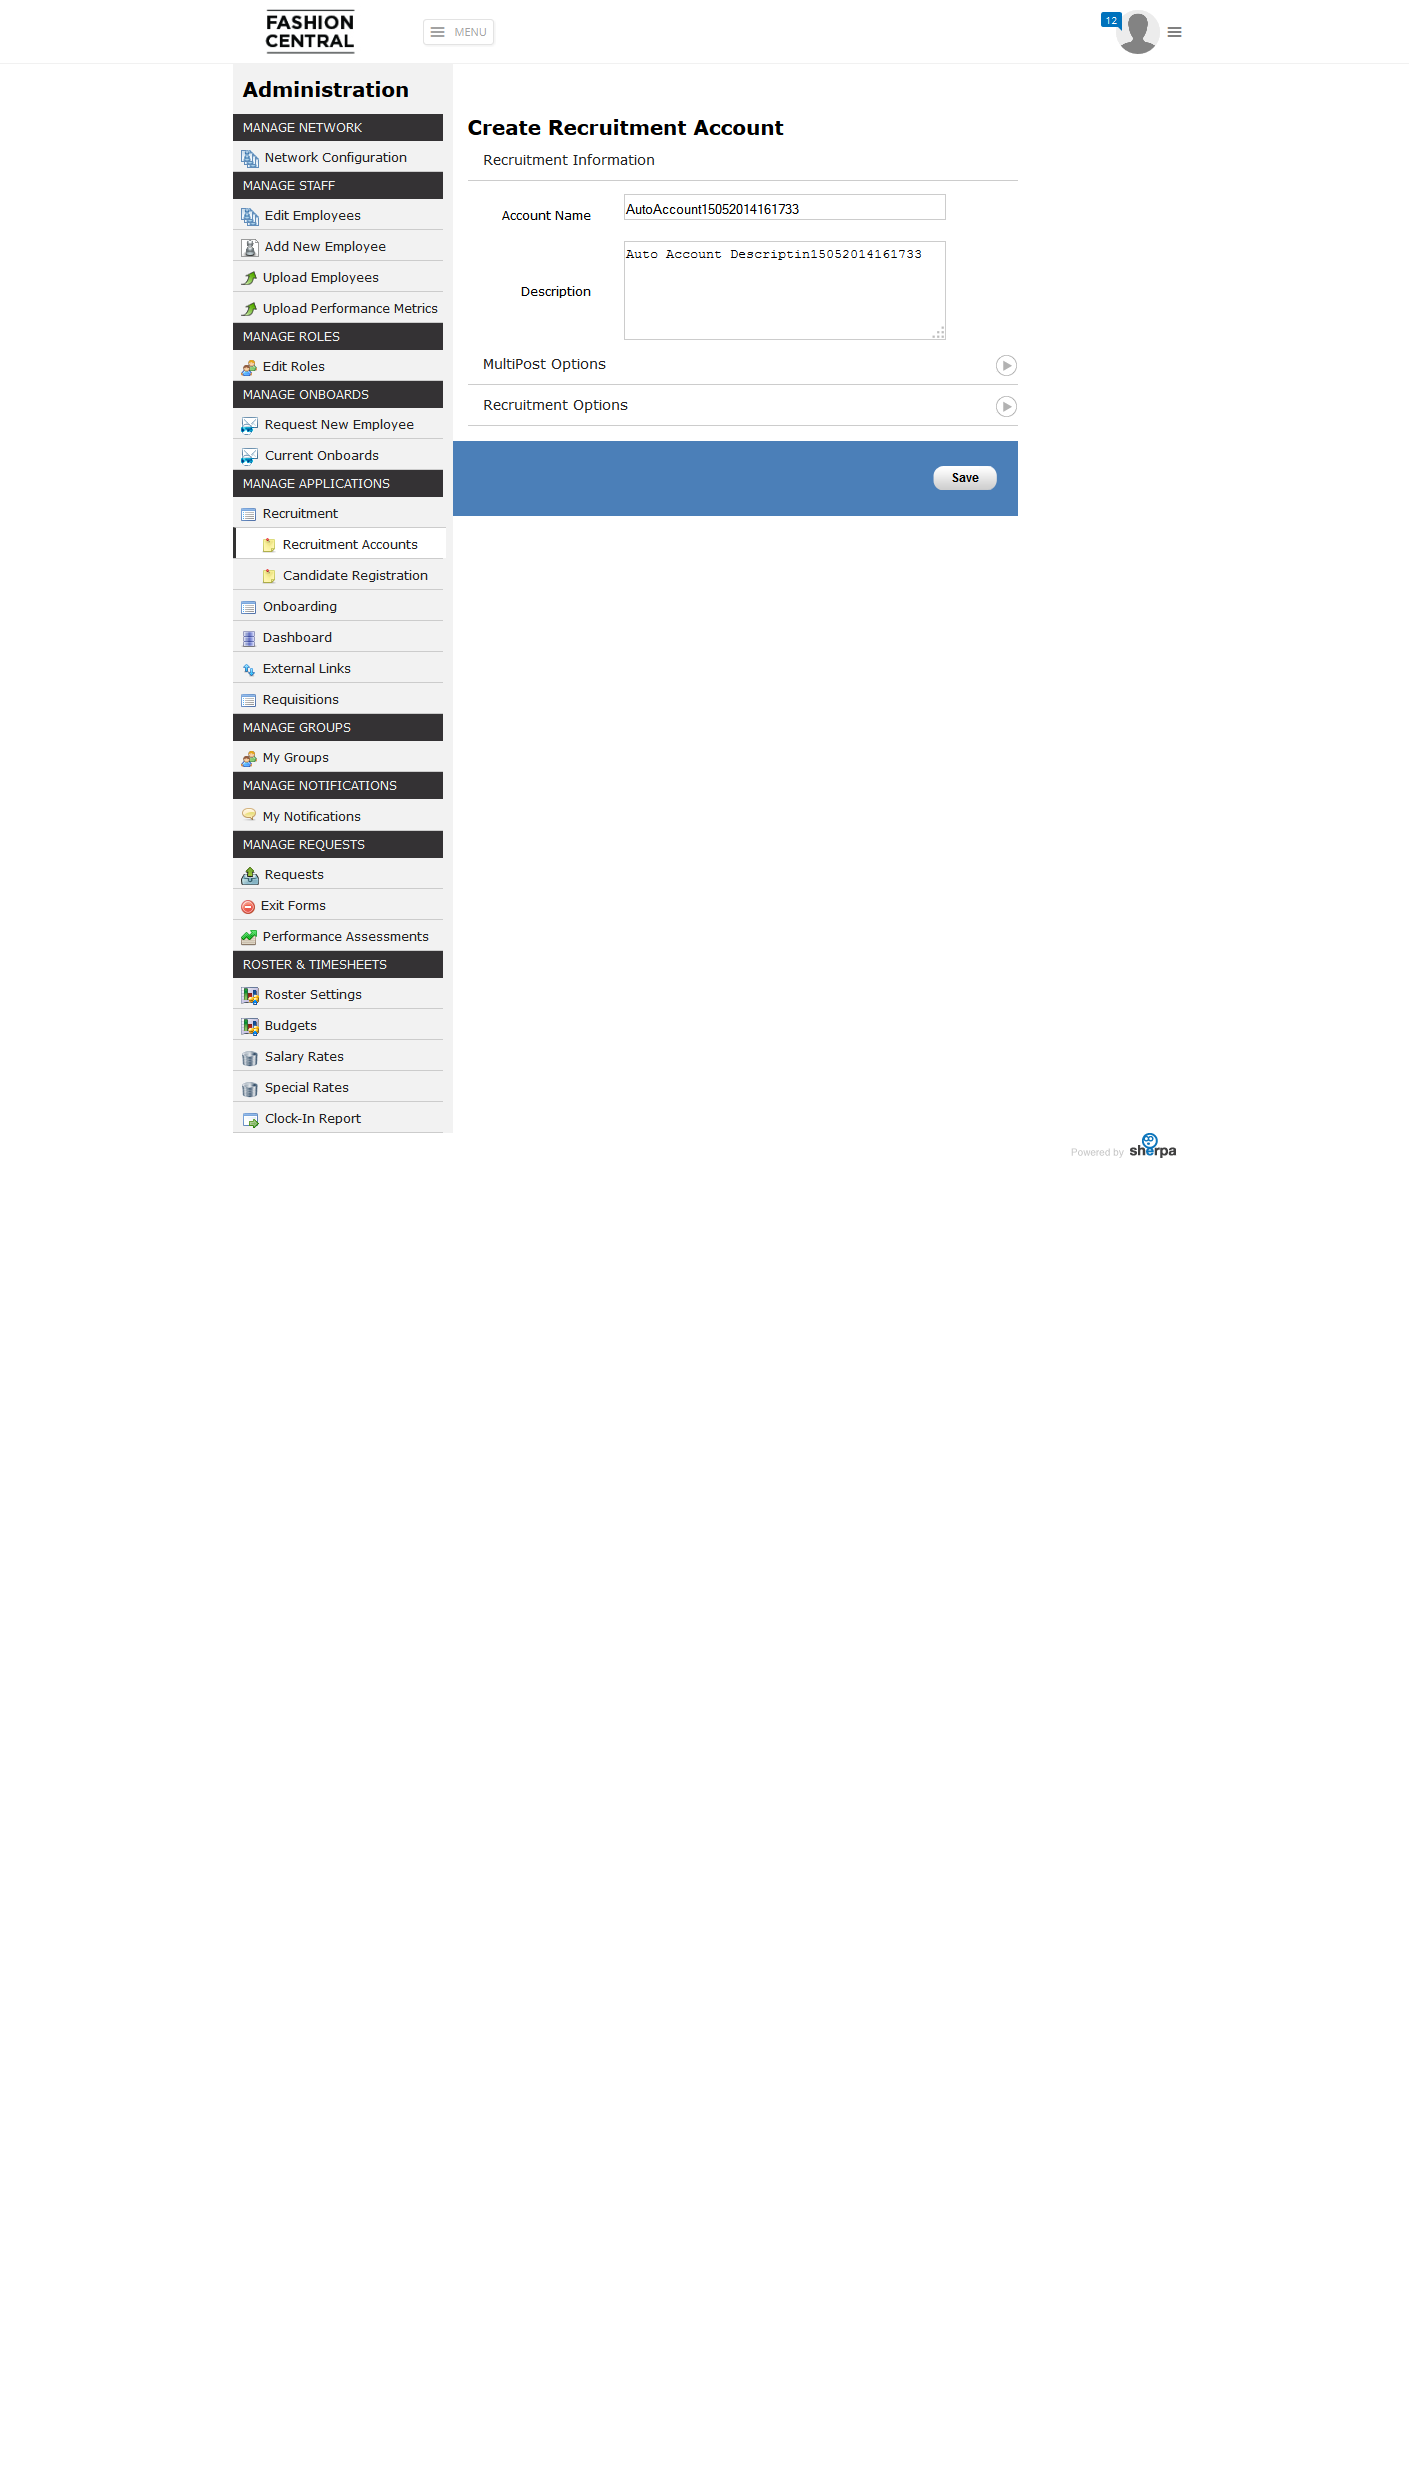 FASHION
CENTRAL
MENU
12
Administration
MANAGE NETWORK
Network Configuration
MANAGE STAFF
Edit Employees
Add New Employee
Upload Employees
Upload Performance Metrics
MANAGE ROLES
Edit Roles
MANAGE ONBOARDS
Request New Employee
Current Onboards
MANAGE APPLICATIONS
Recruitment
Recruitment Accounts
Candidate Registration
Onboarding
Dashboard
External Links
Requisitions
MANAGE GROUPS
My Groups
MANAGE NOTIFICATIONS
My Notifications
MANAGE REQUESTS
Requests
Exit Forms
Performance Assessments
ROSTER & TIMESHEETS
Roster Settings
Budgets
Salary Rates
Special Rates
Clock-In Report
Create Recruitment Account
Recruitment Information
Account Name AutoAccount15052014161733
Description Auto Account Descriptin15052014161733
MultiPost Options
Recruitment Options
Save
Powered by sherpa